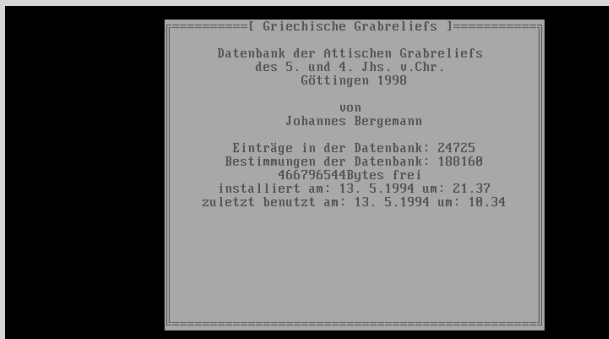 [ Griechische Grabreliefs ]
Datenbank der Attischen Grabreliefs
des 5. und 4. Jhs. v.Chr.
Göttingen 1998
von
Johannes Bergemann
Einträge in der Datenbank: 24725
Bestimmungen der Datenbank: 188160
466796544Bytes frei
installiert am: 13. 5.1994 um: 21.37
zuletzt benutzt am: 13. 5.1994 um: 10.34